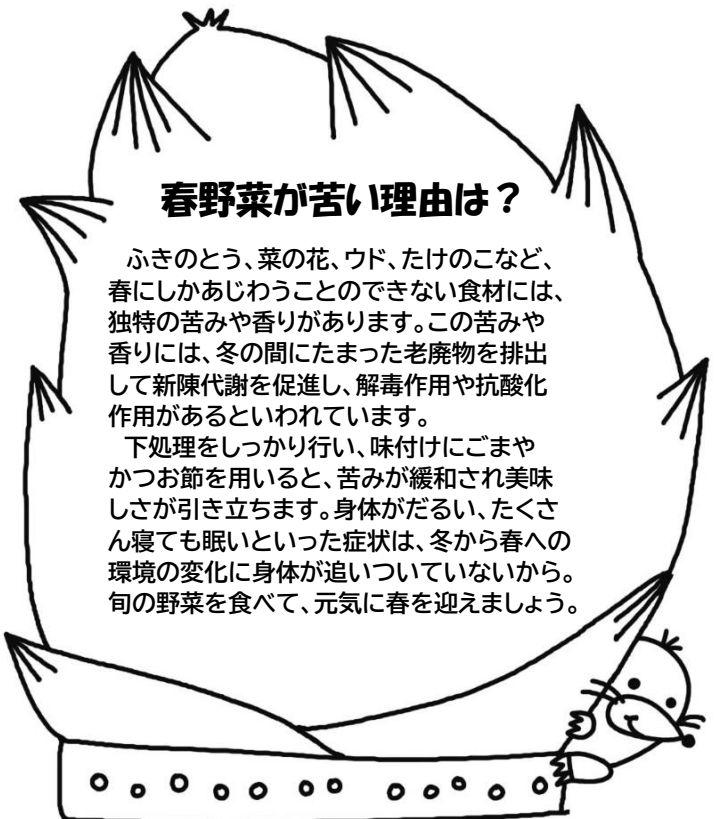 春野菜が苦い理由は？
ふきのとう、菜の花、ウド、たけのこなど、
春にしかあじわうことのできない食材には、
独特の苦みや香りがあります。この苦みや
香りには、冬の間にたまった老廃物を排出
して新陳代謝を促進し、解毒作用や抗酸化
作用があるといわれています。
下処理をしっかり行い、味付けにごまや
かつお節を用いると、苦みが緩和され美味
しさが引き立ちます。身体がだるい、たくさ
ん寝ても眠いといった症状は、冬から春への
環境の変化に身体が追いついていないから。
旬の野菜を食べて、元気に春を迎えましょう。